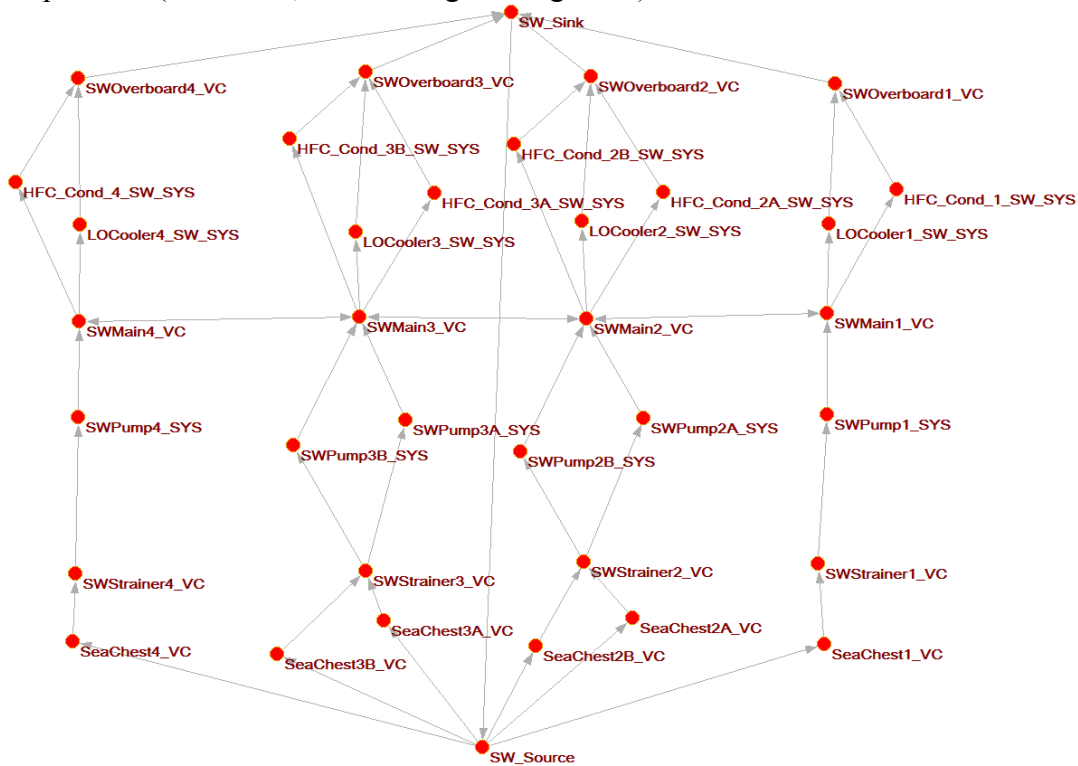 SW_Sink
SWOverboard4_VC
SWOverboard3_VC
SWOverboard2_VC
SWOverboard1_VC
HFC_Cond_3B_SW_SYS
HFC_Cond_2B_SW_SYS
HFC_Cond_4_SW_SYS
HFC_Cond_3A_SW_SYS
HFC_Cond_2A_SW_SYS
HFC_Cond_1_SW_SYS
LOCooler4_SW_SYS
LOCooler3_SW_SYS
LOCooler2_SW_SYS
LOCooler1_SW_SYS
SWMain4_VC
SWMain3_VC
SWMain2_VC
SWMain1_VC
SWPump4_SYS
SWPump3A_SYS
SWPump2A_SYS
SWPump1_SYS
SWPump3B_SYS
SWPump2B_SYS
SWStrainer4_VC
SWStrainer3_VC
SWStrainer2_VC
SWStrainer1_VC
SeaChest3A_VC
SeaChest2A_VC
SeaChest4_VC
SeaChest3B_VC
SeaChest2B_VC
SeaChest1_VC
SW_Source